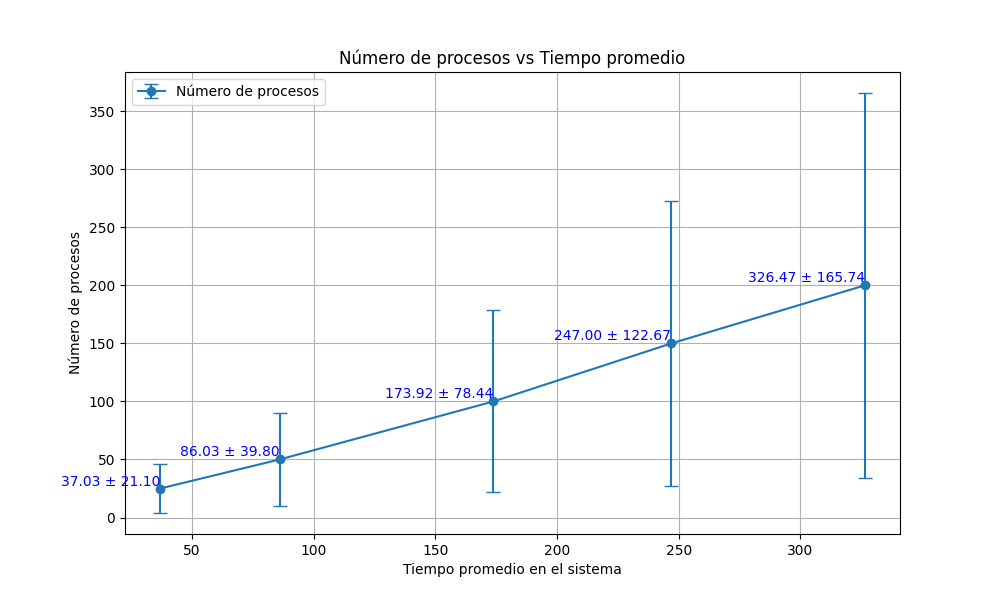 Número de procesos vs Tiempo promedio
Número de procesos
350
300
250
200
150
100
50
0
Número de procesos
326.47 ± 165.74
247.00 ± 122.67
173.92 ± 78.44
86.03 ± 39.80
37.03 ± 21.10
50 100 150 200 250 300
Tiempo promedio en el sistema